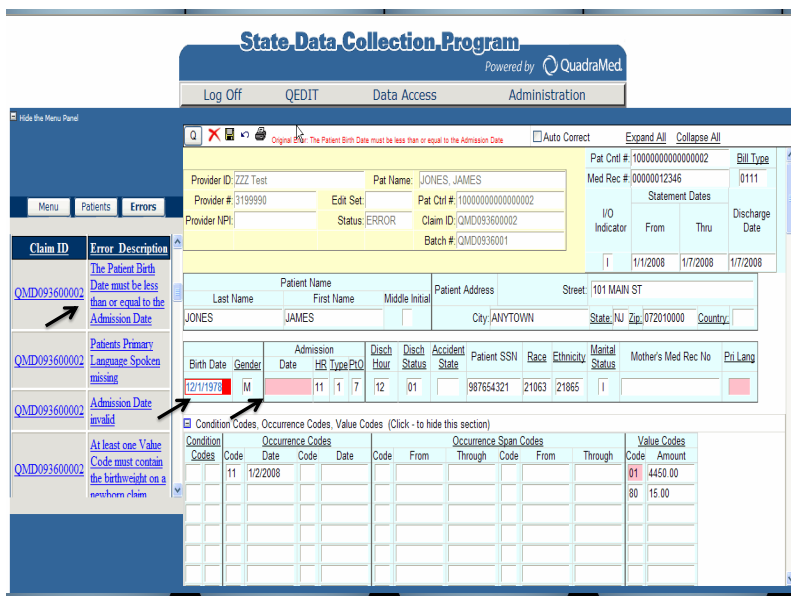 State Data Collection Program
Powered by QuadraMed.
Log Off QEDIT Data Access Administration
Hide the Menu Panel
Q Original Error: The Patient Birth Date must be less than or equal to the Admission Date Auto Correct Expand All Collapse All
Menu Patients Errors
Claim ID Error Description
QMD093600002 The Patient Birth
Date must be less
than or equal to the
Admission Date
QMD093600002 Patients Primary
Language Spoken
missing
QMD093600002 Admission Date
invalid
QMD093600002 At least one Value
Code must contain
the birthweight on a
newborn claim
Provider ID: ZZZ Test Pat Name: JONES, JAMES
Provider #: 3199990 Edit Set: Pat Ctrl #: 10000000000000002
Provider NPI: Status: ERROR Claim ID: QMD093600002
Batch #: QMD0936001
Pat Cntl #: 10000000000000002 Bill Type
Med Rec #: 00000012346 0111
I/O Indicator Statement Dates Discharge Date
From Thru
I 1/1/2008 1/7/2008 1/7/2008
Patient Name Patient Address Street: 101 MAIN ST
Last Name First Name Middle Initial
JONES JAMES City: ANYTOWN State: NJ Zip: 072010000 Country:
Birth Date Gender Admission Disch Hour Disch Status Accident State Patient SSN Race Ethnicity Marital Status Mother's Med Rec No Pri Lang
Date HR Type PtO
12/1/1978 M 11 1 7 12 01 987654321 21063 21865 I
Condition Codes, Occurrence Codes, Value Codes (Click - to hide this section)
Condition Codes Occurrence Codes Occurrence Span Codes Value Codes
Code Date Code Date Code From Through Code From Through Code Amount
11 1/2/2008 01 4450.00
80 15.00